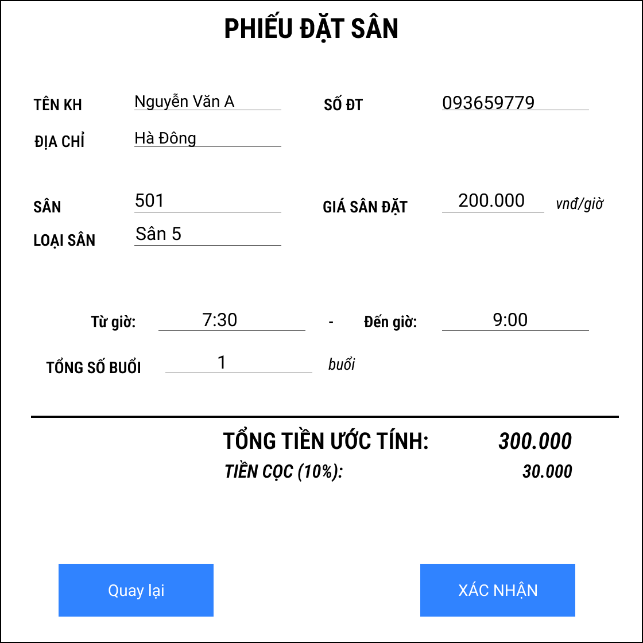 PHIẾU ĐẶT SÂN
TÊN KH Nguyễn Văn A SỐ ĐT 093659779
ĐỊA CHỈ Hà Đông
SÂN 501 GIÁ SÂN ĐẶT 200.000 vnđ/giờ
LOẠI SÂN Sân 5
Từ giờ: 7:30 - Đến giờ: 9:00
TỔNG SỐ BUỔI 1 buổi
TỔNG TIỀN ƯỚC TÍNH: 300.000
TIỀN CỌC (10%): 30.000
Quay lại XÁC NHẬN